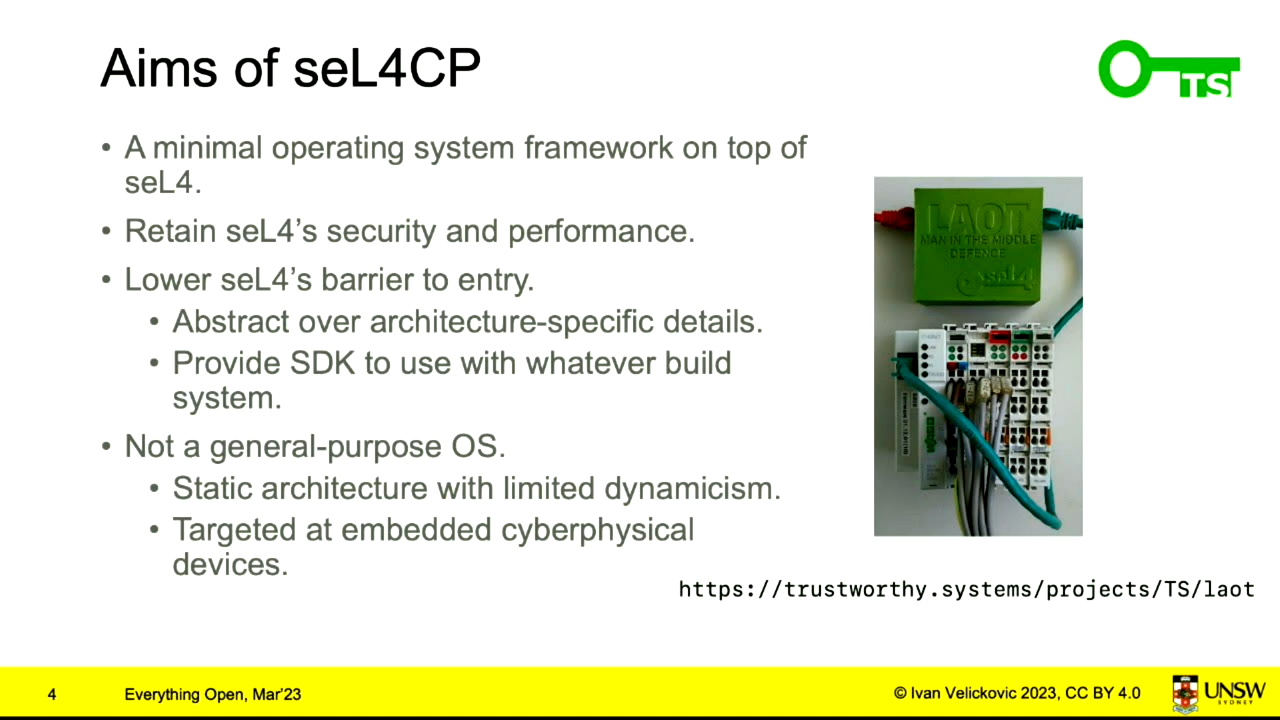 Aims of seL4CP
TS
• A minimal operating system framework on top of
seL4.
• Retain seL4’s security and performance.
• Lower seL4’s barrier to entry.
• Abstract over architecture-specific details.
• Provide SDK to use with whatever build
system.
• Not a general-purpose OS.
• Static architecture with limited dynamicism.
• Targeted at embedded cyberphysical
devices.
LAOT
MAN IN THE MIDDLE
DEFENCE
seL4
https://trustworthy.systems/projects/TS/laot
4
Everything Open, Mar’23
© Ivan Velickovic 2023, CC BY 4.0
UNSW
SYDNEY